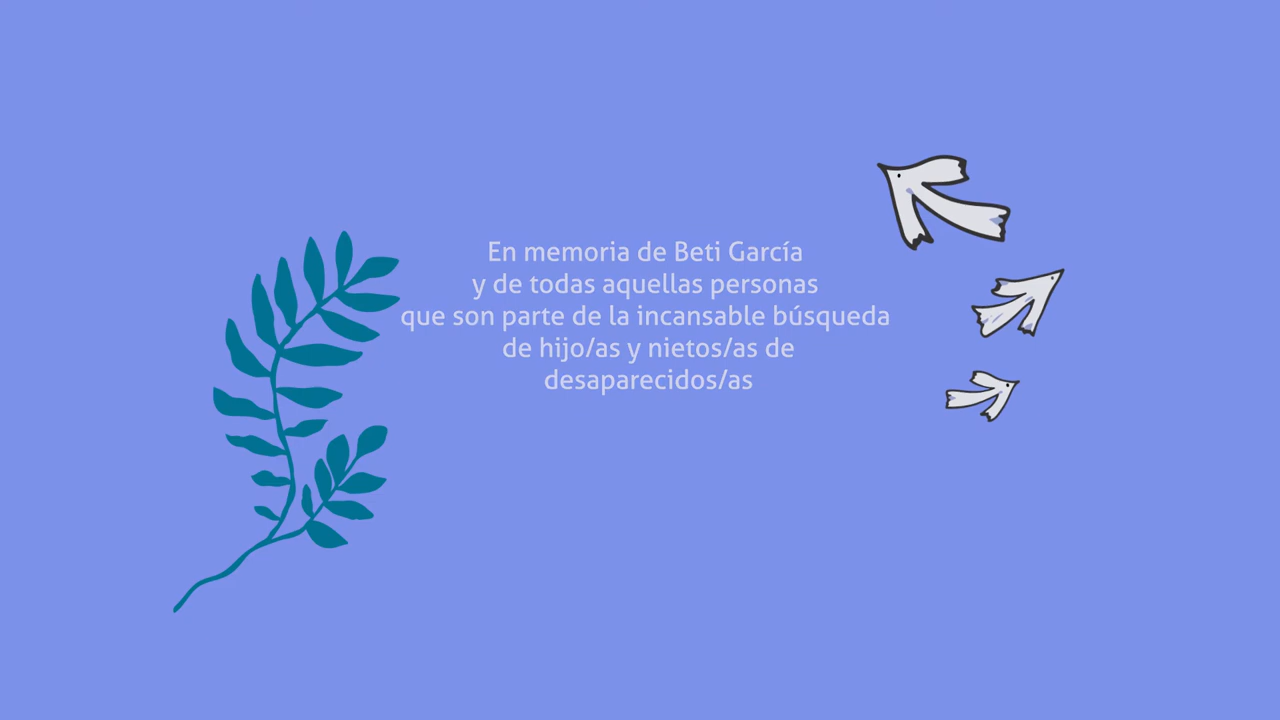 En memoria de Beti García
y de todas aquellas personas
que son parte de la incansable búsqueda
de hijo/as y nietos/as de
desaparecidos/as